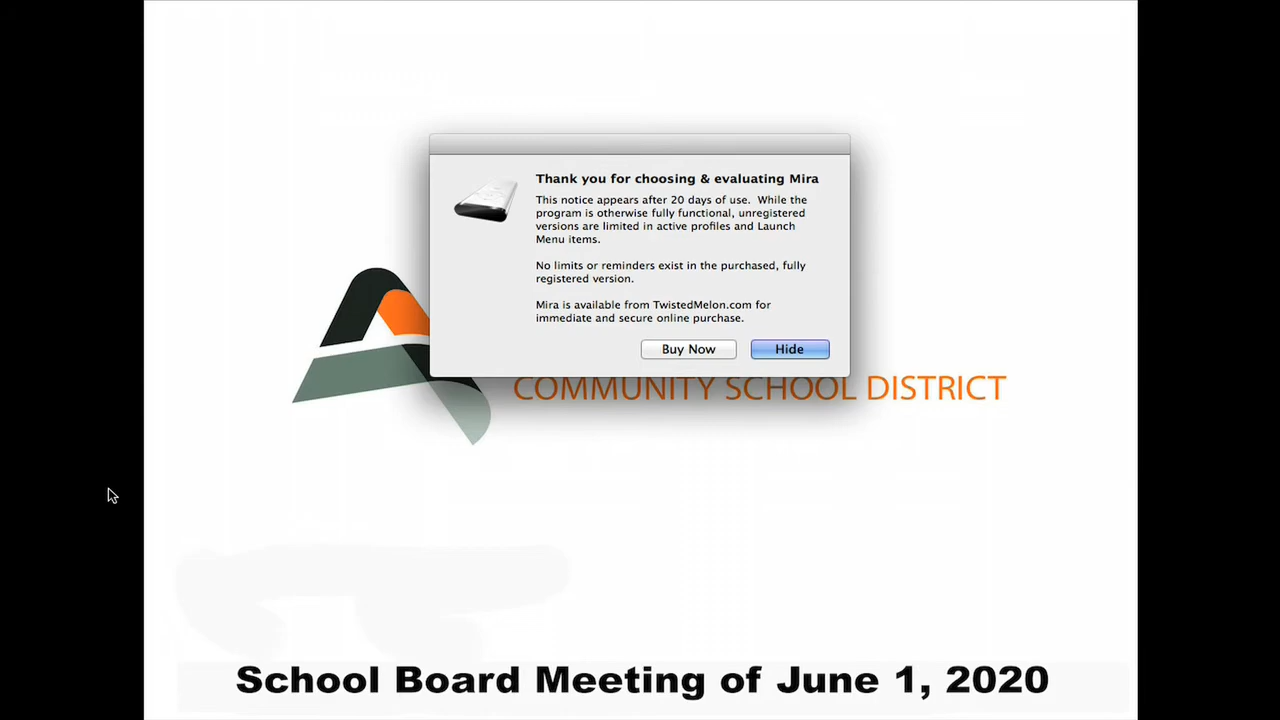 Thank you for choosing & evaluating Mira
This notice appears after 20 days of use.  While the
program is otherwise fully functional, unregistered
versions are limited in active profiles and Launch
Menu items.
No limits or reminders exist in the purchased, fully
registered version.
Mira is available from TwistedMelon.com for
immediate and secure online purchase.
Buy Now
Hide
COMMUNITY SCHOOL DISTRICT
School Board Meeting of June 1, 2020